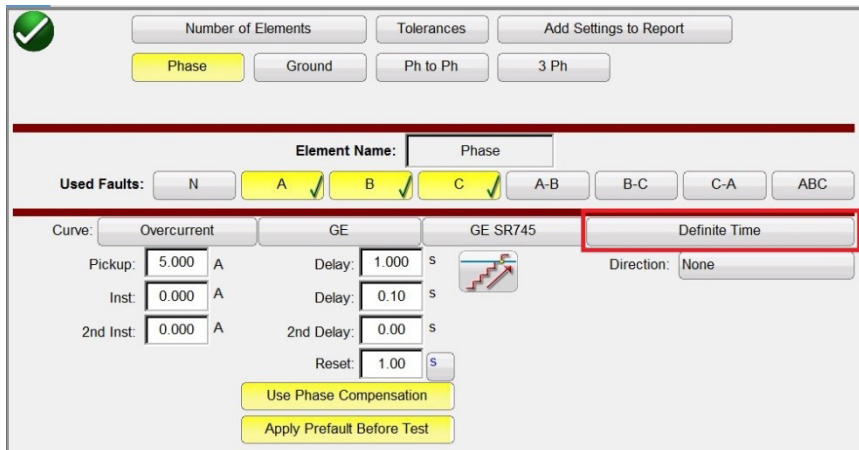 Number of Elements Tolerances Add Settings to Report
Phase Ground Ph to Ph 3 Ph
Element Name: Phase
Used Faults: N A B C A-B B-C C-A ABC
Curve: Overcurrent GE GE SR745 Definite Time
Pickup: 5.000 A Delay: 1.000 s Direction: None
Inst: 0.000 A Delay: 0.10 s
2nd Inst: 0.000 A 2nd Delay: 0.00 s
Reset: 1.00 s
Use Phase Compensation
Apply Prefault Before Test